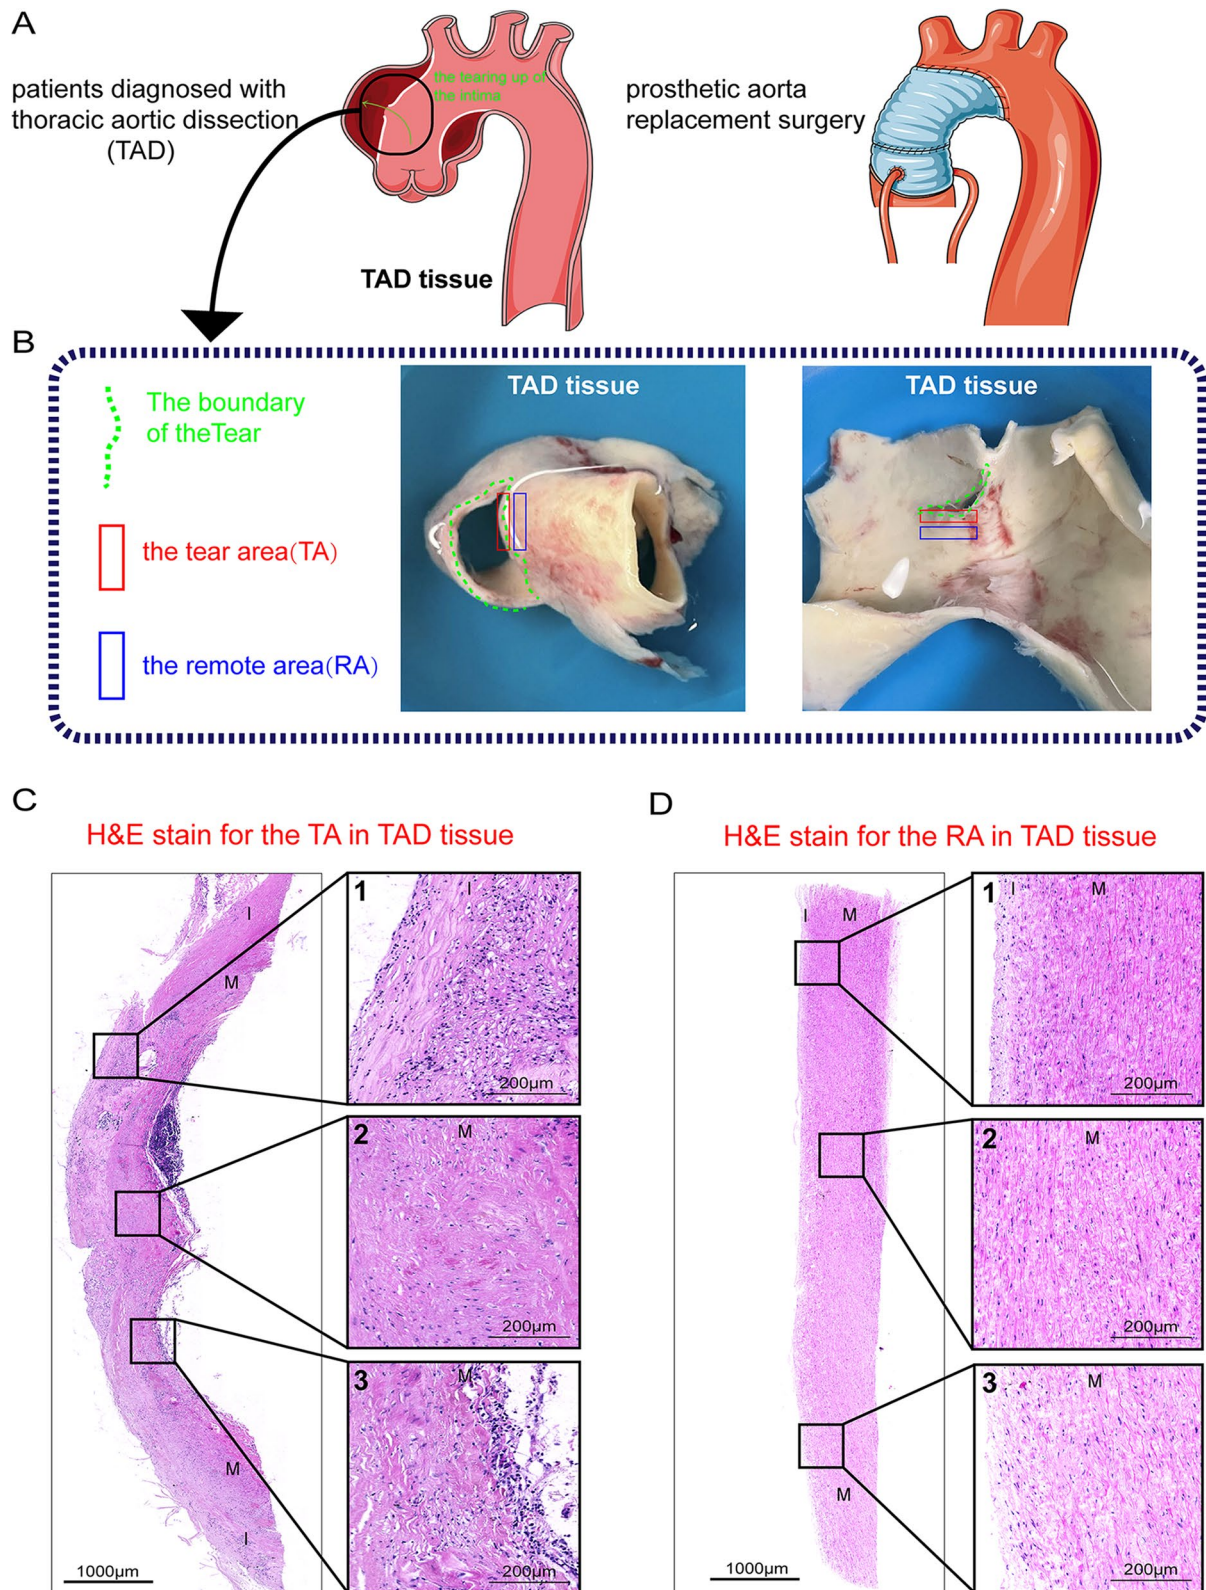 A
patients diagnosed with
thoracic aortic dissection
(TAD)
the tearing up of
the intima
TAD tissue
prosthetic aorta
replacement surgery
B
The boundary
of theTear
the tear area(TA)
the remote area(RA)
TAD tissue
TAD tissue
C
H&E stain for the TA in TAD tissue
I
M
M
I
1000μm
1
I
200μm
2
M
200μm
3
M
200μm
D
H&E stain for the RA in TAD tissue
I M
M
1000μm
1
I M
200μm
2
M
200μm
3
M
200μm